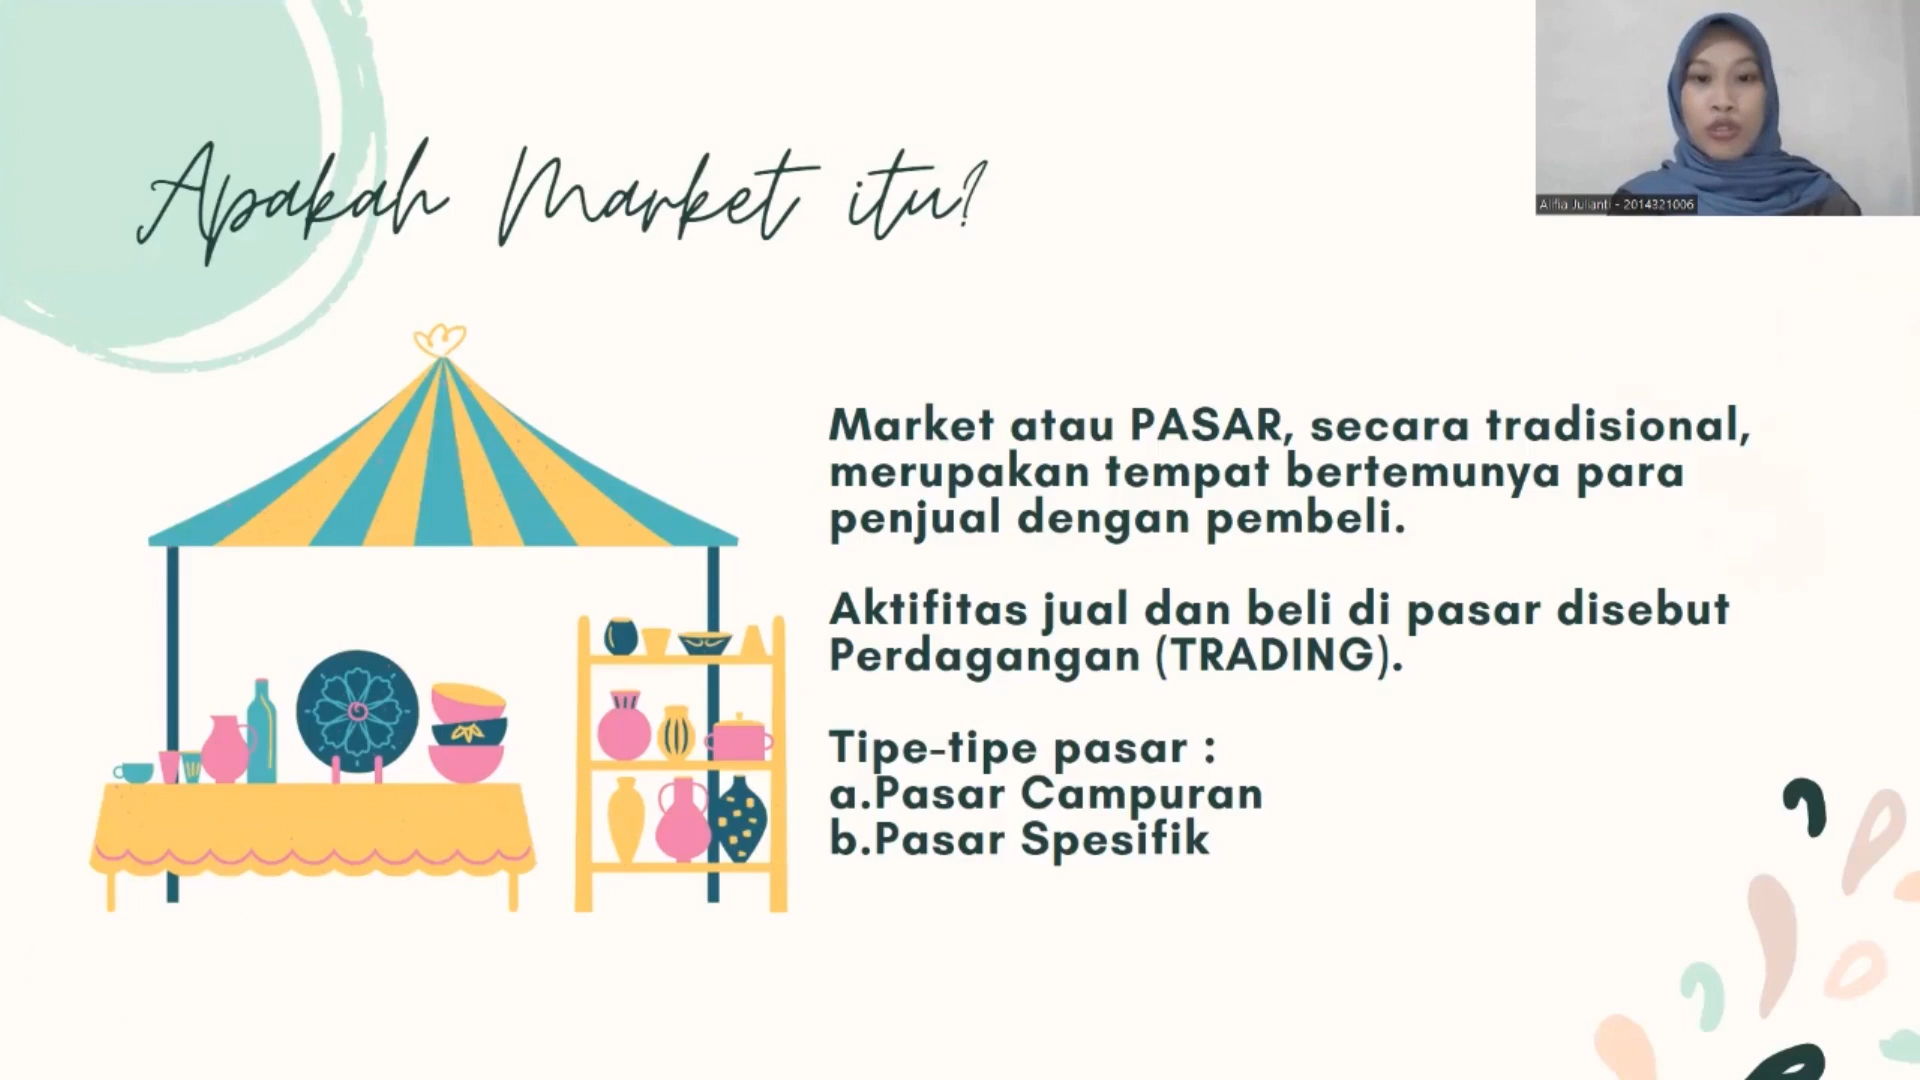 Apakah Market itu?
Alifia Julianti - 2014321006
Market atau PASAR, secara tradisional,
merupakan tempat bertemunya para
penjual dengan pembeli.
Aktifitas jual dan beli di pasar disebut
Perdagangan (TRADING).
Tipe-tipe pasar :
a.Pasar Campuran
b.Pasar Spesifik